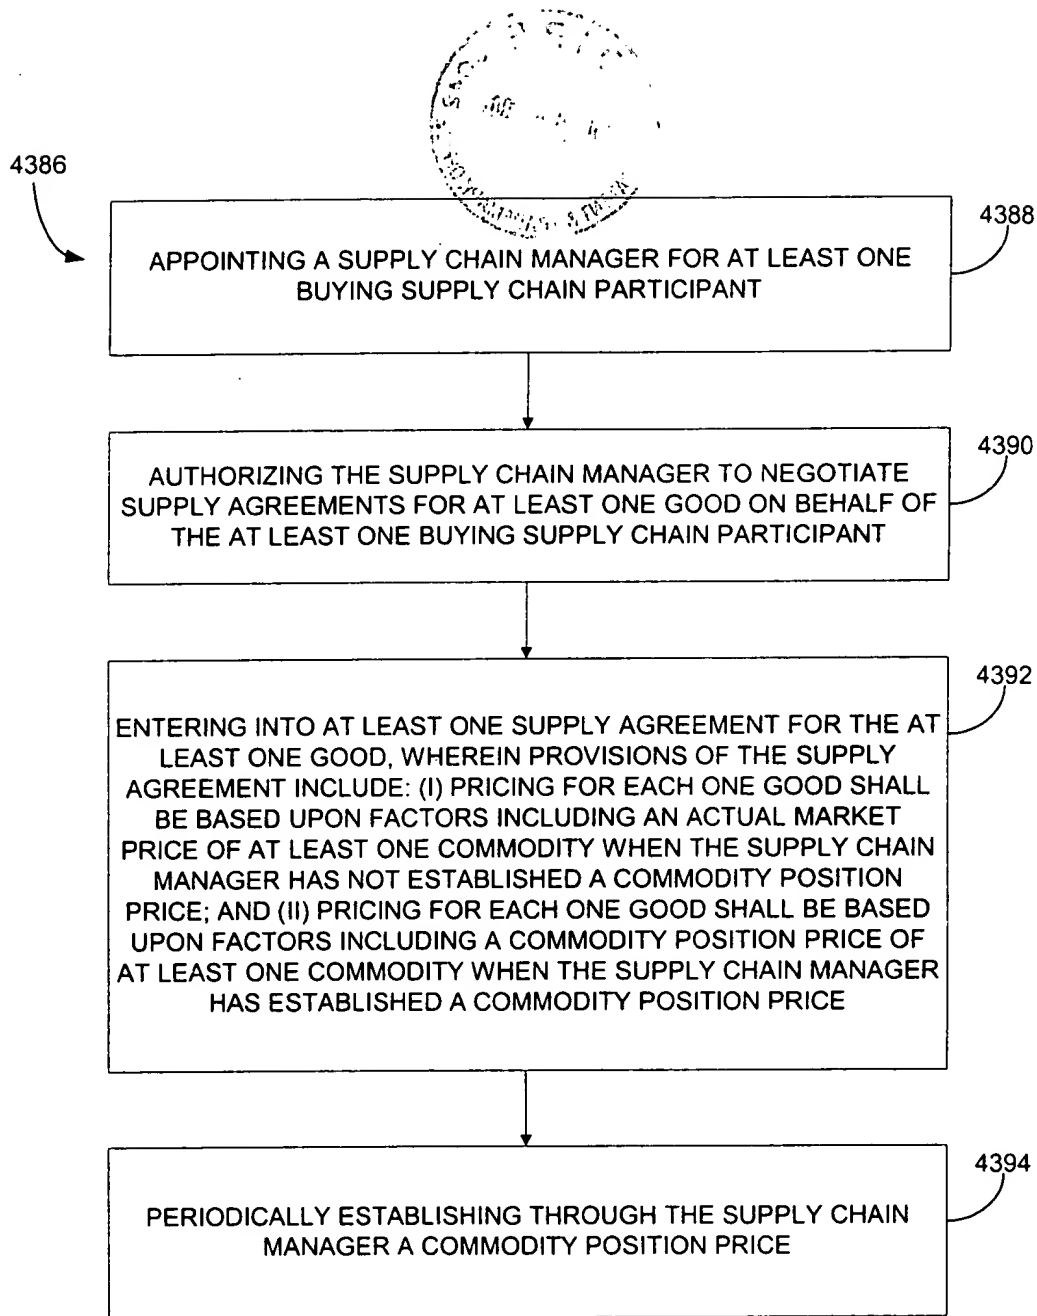 4386
4388
APPOINTING A SUPPLY CHAIN MANAGER FOR AT LEAST ONE
BUYING SUPPLY CHAIN PARTICIPANT
4390
AUTHORIZING THE SUPPLY CHAIN MANAGER TO NEGOTIATE
SUPPLY AGREEMENTS FOR AT LEAST ONE GOOD ON BEHALF OF
THE AT LEAST ONE BUYING SUPPLY CHAIN PARTICIPANT
4392
ENTERING INTO AT LEAST ONE SUPPLY AGREEMENT FOR THE AT
LEAST ONE GOOD, WHEREIN PROVISIONS OF THE SUPPLY
AGREEMENT INCLUDE: (I) PRICING FOR EACH ONE GOOD SHALL
BE BASED UPON FACTORS INCLUDING AN ACTUAL MARKET
PRICE OF AT LEAST ONE COMMODITY WHEN THE SUPPLY CHAIN
MANAGER HAS NOT ESTABLISHED A COMMODITY POSITION
PRICE; AND (II) PRICING FOR EACH ONE GOOD SHALL BE BASED
UPON FACTORS INCLUDING A COMMODITY POSITION PRICE OF
AT LEAST ONE COMMODITY WHEN THE SUPPLY CHAIN MANAGER
HAS ESTABLISHED A COMMODITY POSITION PRICE
4394
PERIODICALLY ESTABLISHING THROUGH THE SUPPLY CHAIN
MANAGER A COMMODITY POSITION PRICE